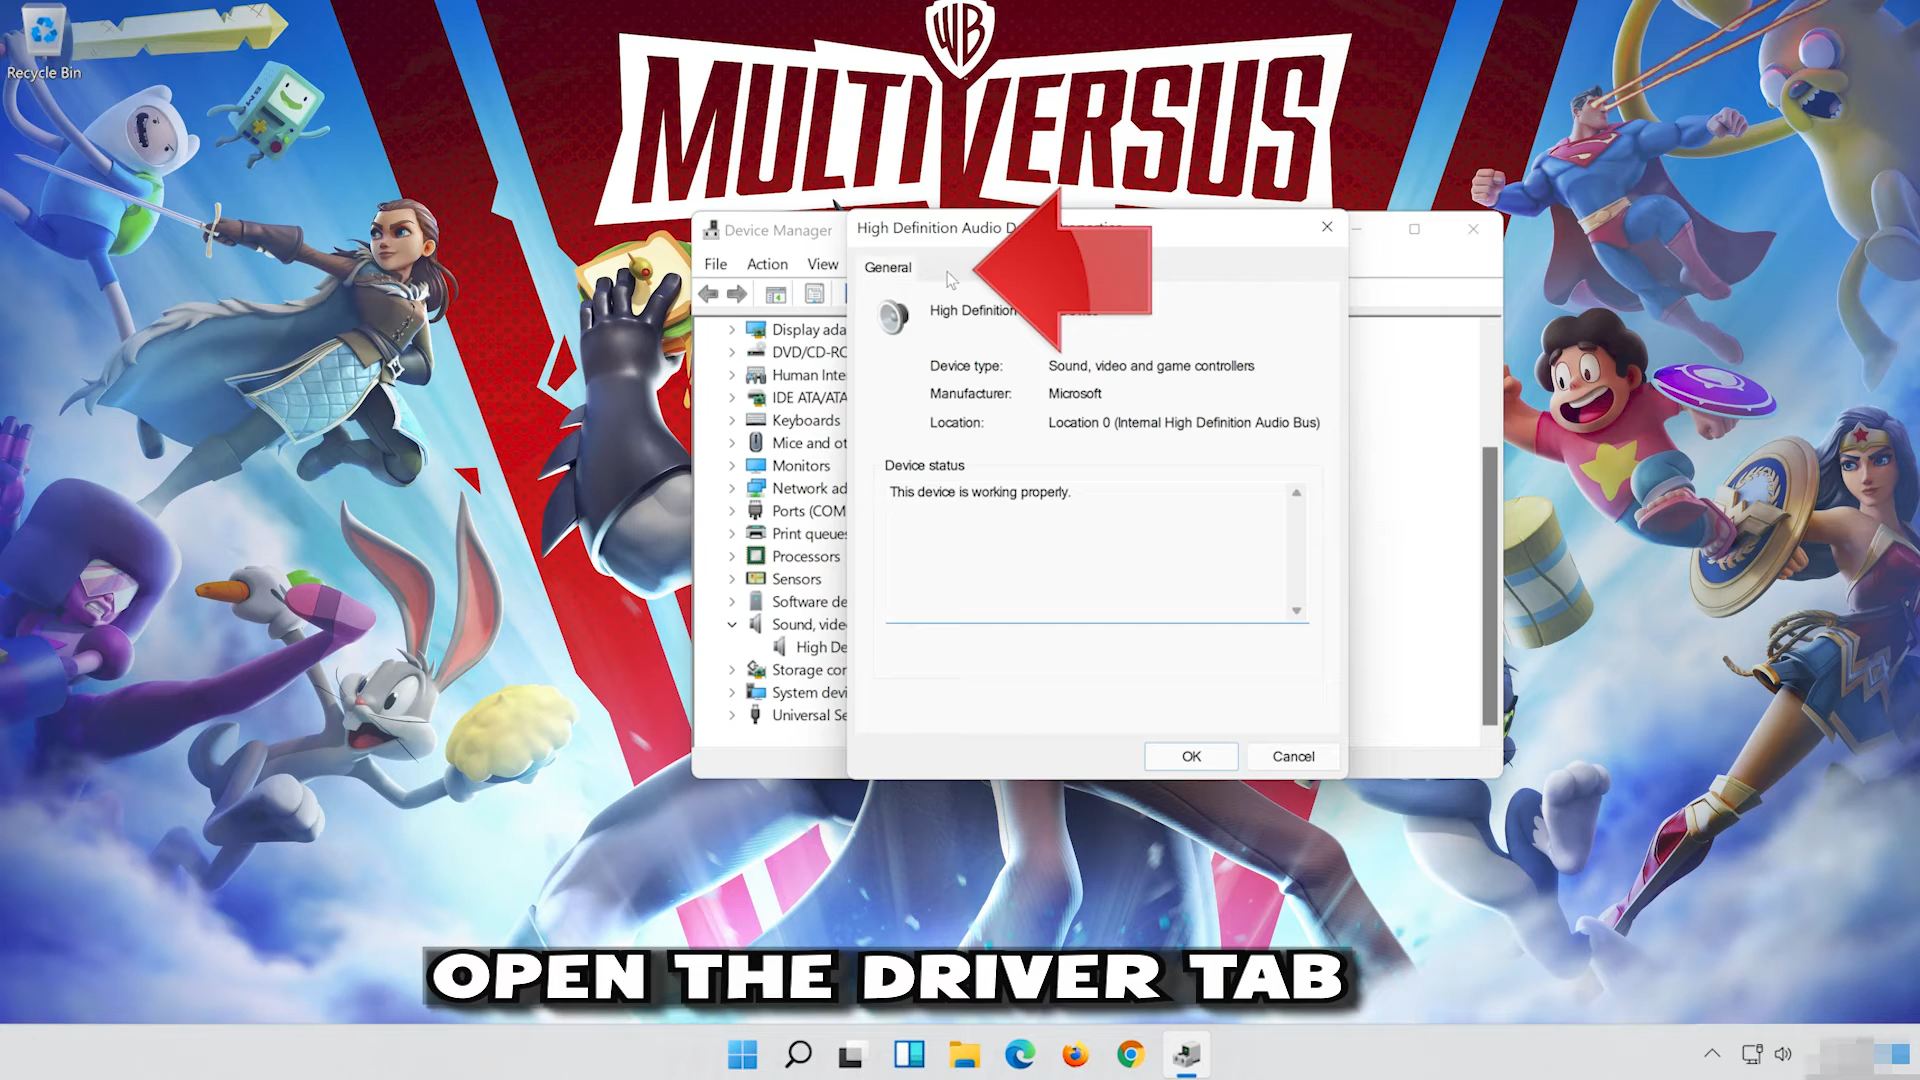 Recycle Bin
WB
MULTIVERSUS
Device Manager
File Action View
Display ada
DVD/CD-RO
Human Inte
IDE ATA/ATA
Keyboards
Mice and ot
Monitors
Network ad
Ports (COM
Print queues
Processors
Sensors
Software de
Sound, vide
High De
Storage cor
System devi
Universal Se
High Definition Audio D
General
High Definition
Device type: Sound, video and game controllers
Manufacturer: Microsoft
Location: Location 0 (Internal High Definition Audio Bus)
Device status
This device is working properly.
OK Cancel
OPEN THE DRIVER TAB